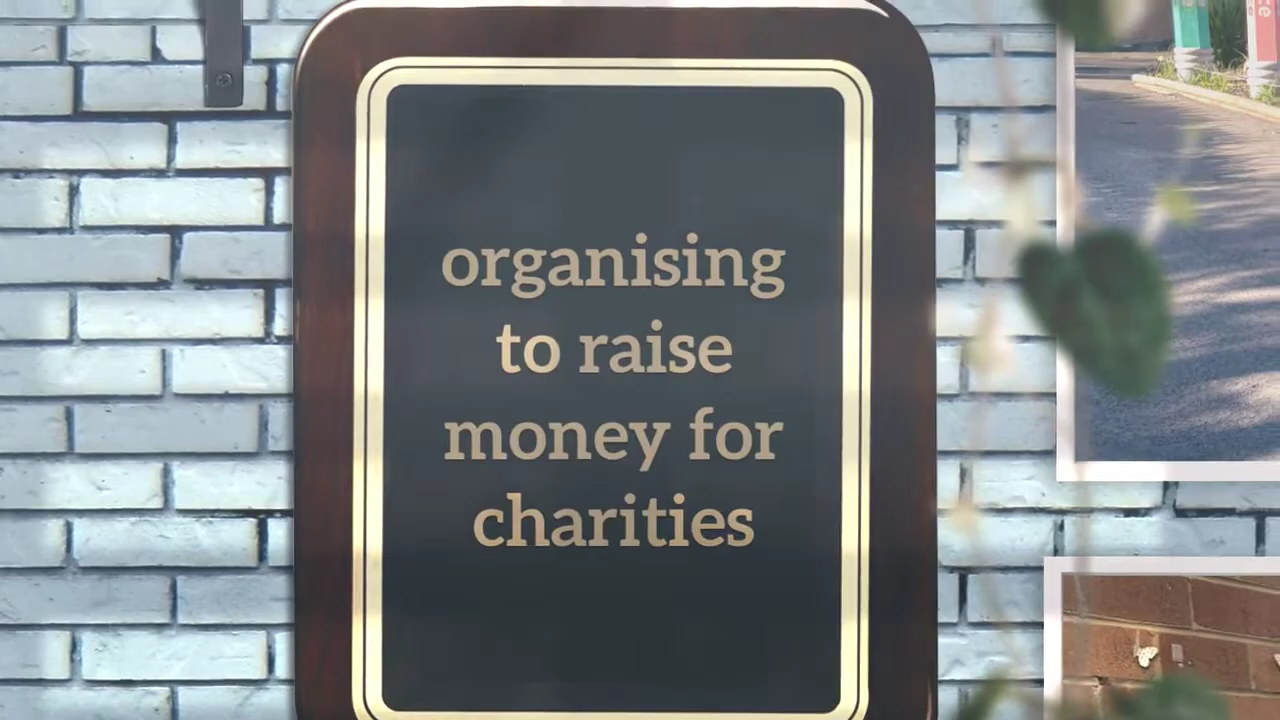 organising
to raise
money for
charities